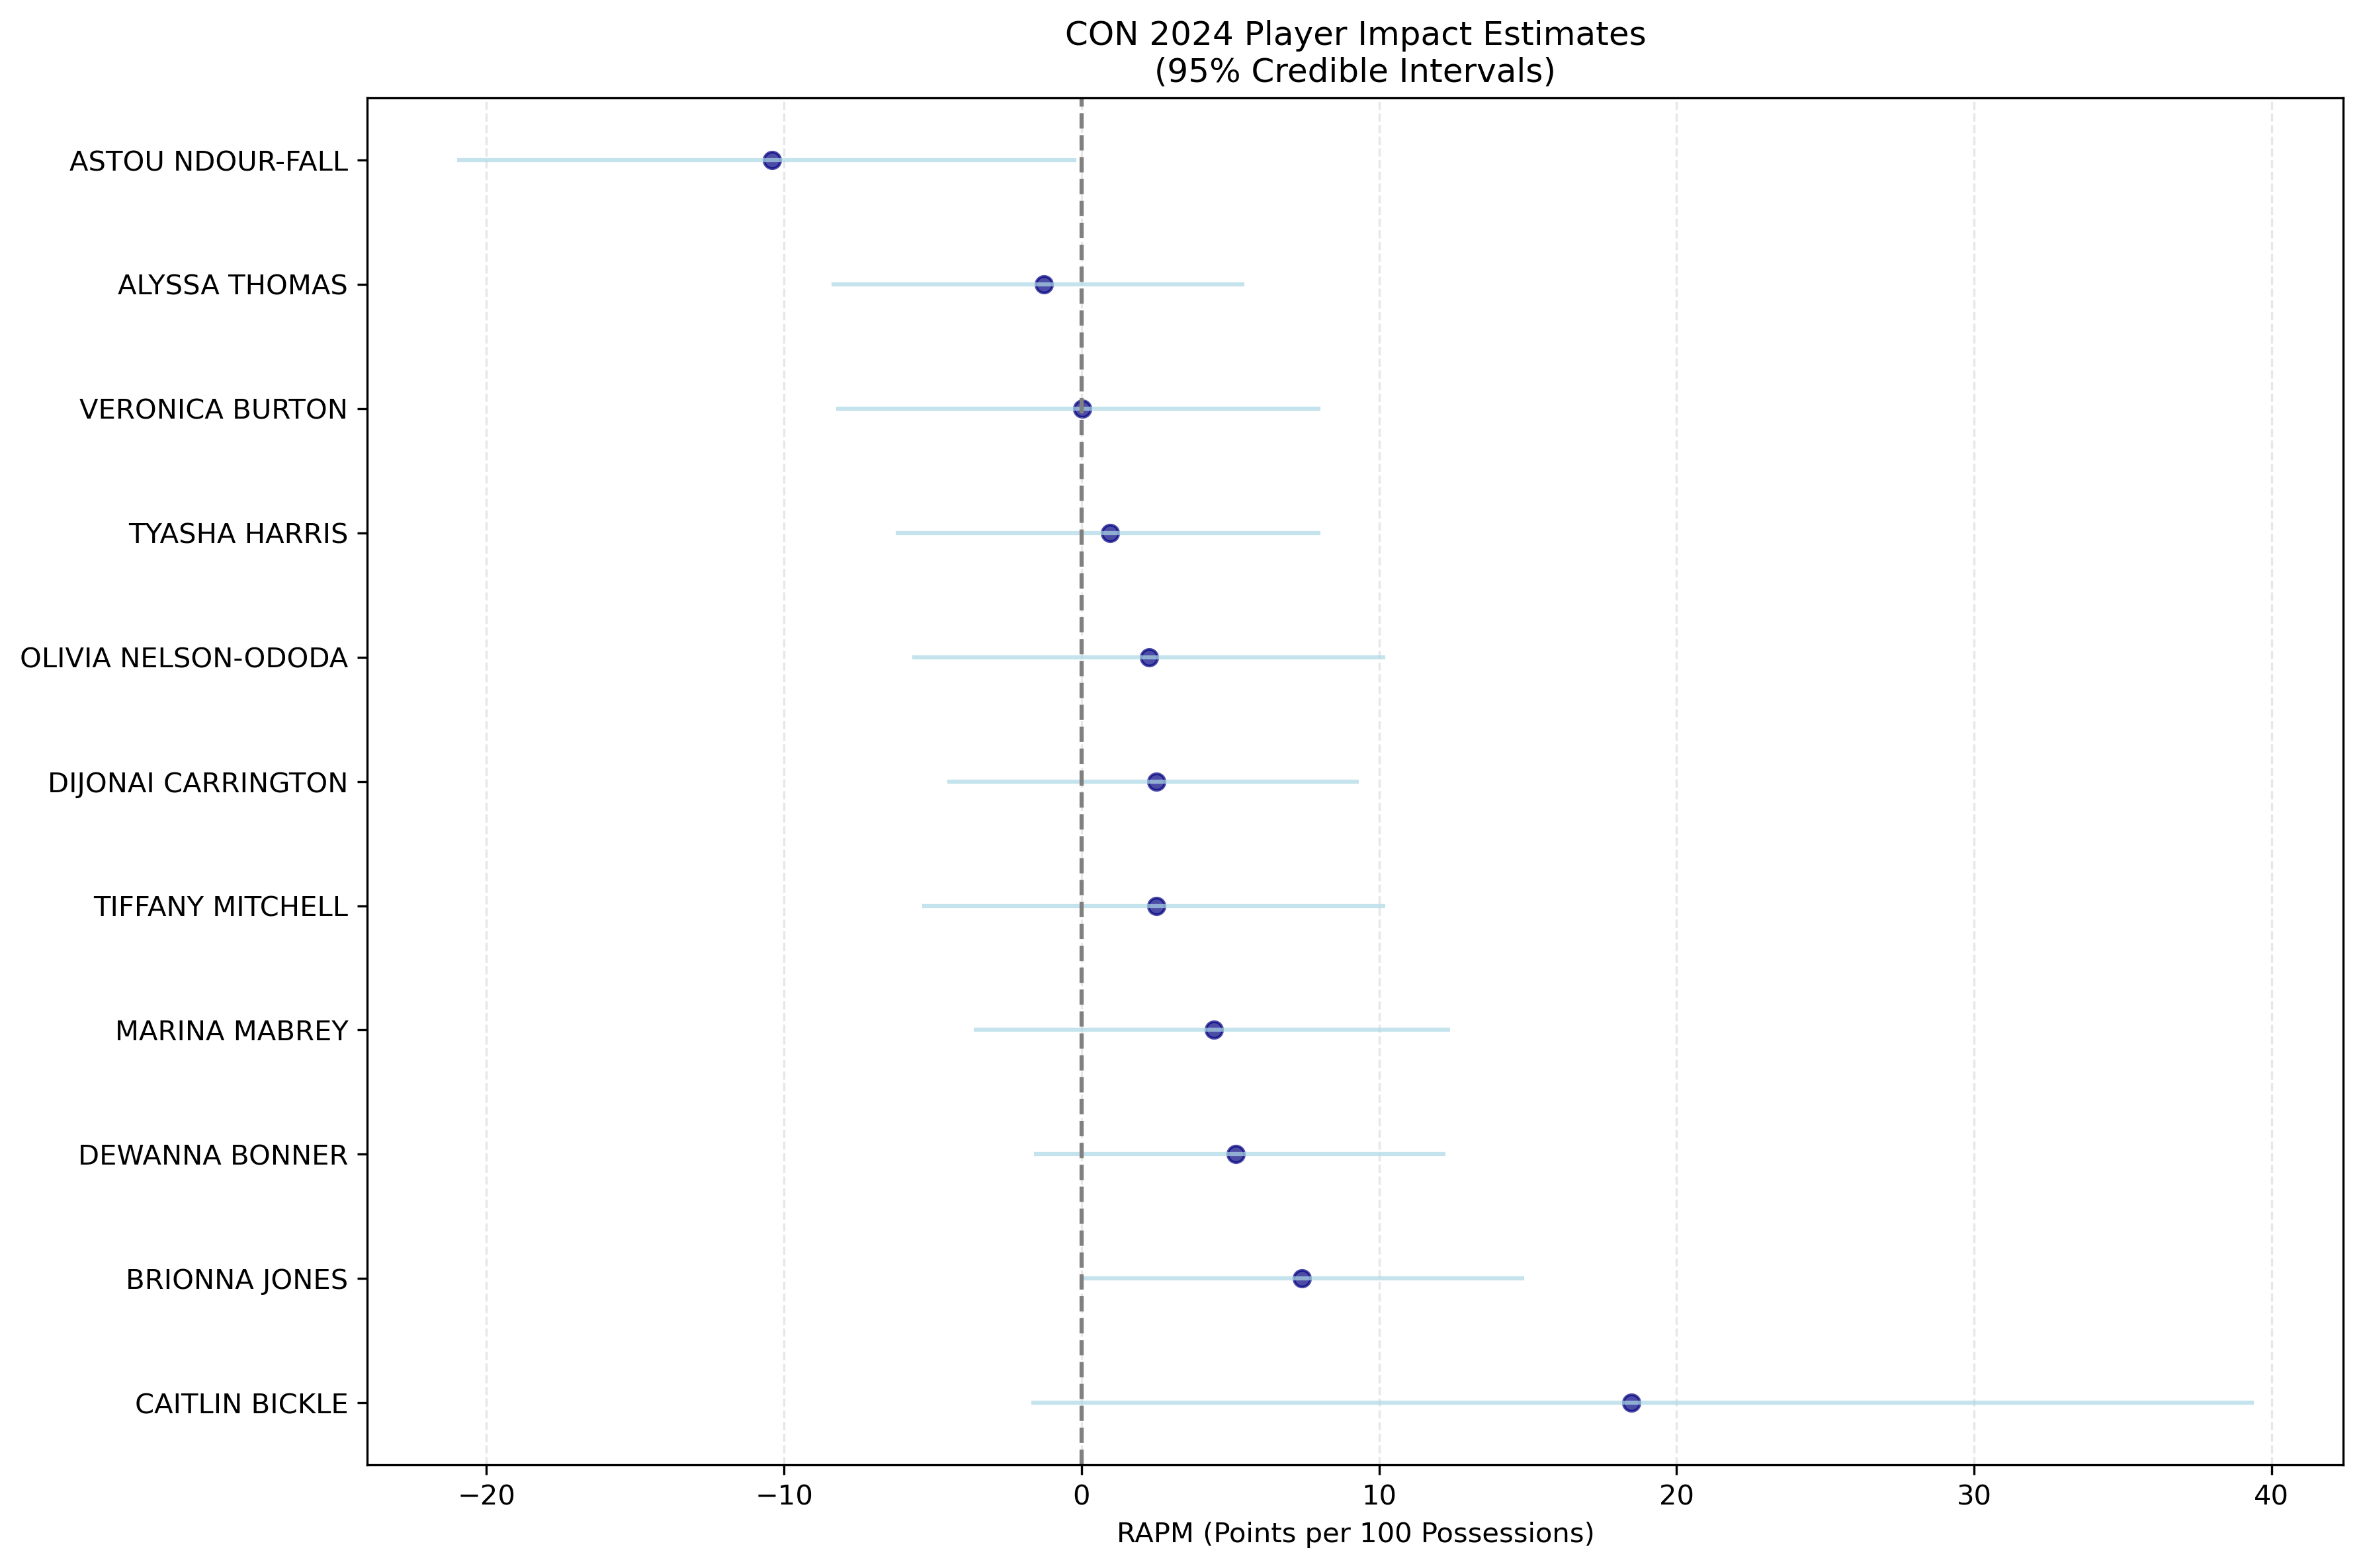 CON 2024 Player Impact Estimates
(95% Credible Intervals)
ASTOU NDOUR-FALL
ALYSSA THOMAS
VERONICA BURTON
TYASHA HARRIS
OLIVIA NELSON-ODODA
DIJONAI CARRINGTON
TIFFANY MITCHELL
MARINA MABREY
DEWANNA BONNER
BRIONNA JONES
CAITLIN BICKLE
−20 −10 0 10 20 30 40
RAPM (Points per 100 Possessions)